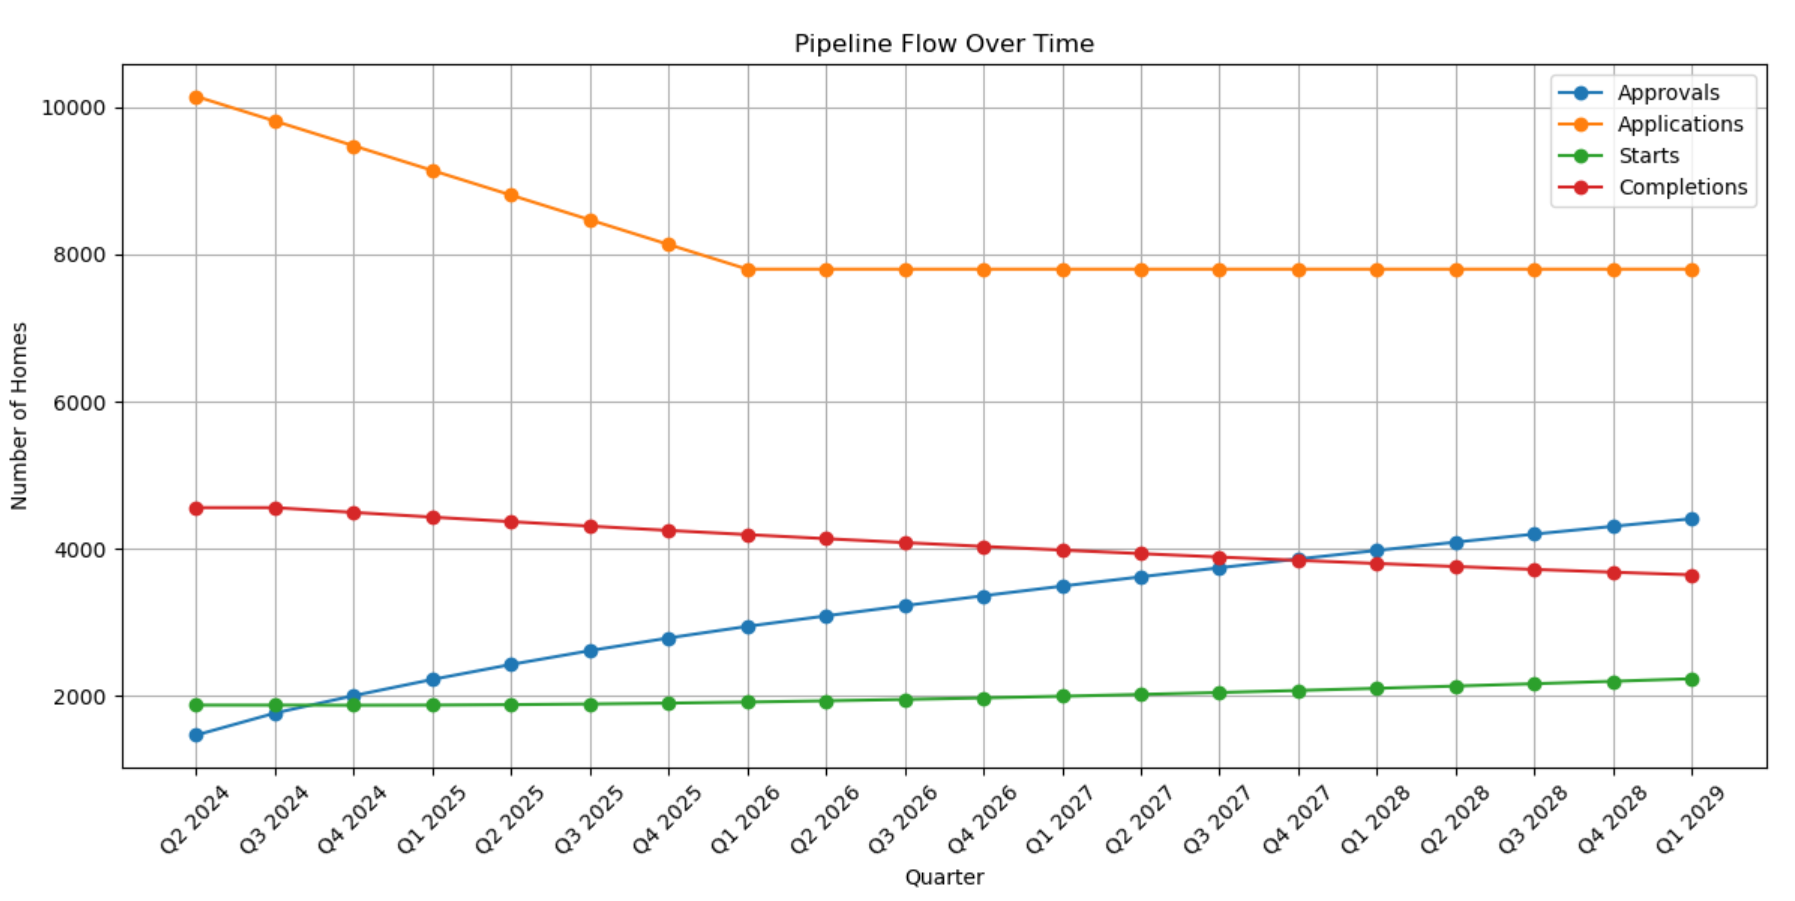 Pipeline Flow Over Time
Approvals
Applications
Starts
Completions
Number of Homes
10000
8000
6000
4000
2000
Q2 2024
Q3 2024
Q4 2024
Q1 2025
Q2 2025
Q3 2025
Q4 2025
Q1 2026
Q2 2026
Q3 2026
Q4 2026
Q1 2027
Q2 2027
Q3 2027
Q4 2027
Q1 2028
Q2 2028
Q3 2028
Q4 2028
Q1 2029
Quarter